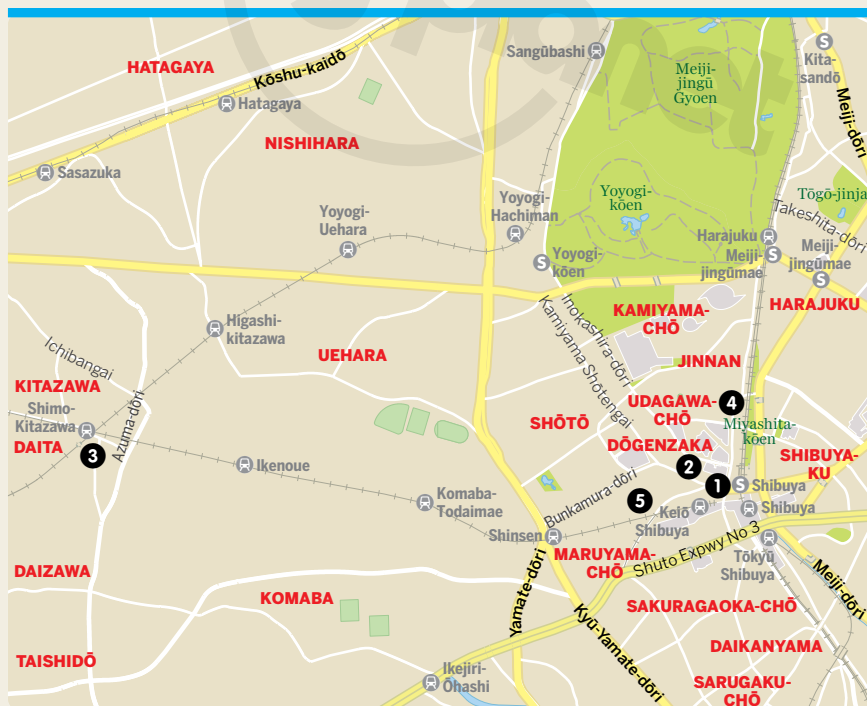 planet
Sangūbashi
Kita-
sandō
Meiji-
jingū
Gyoen
HATAGAYA
Kōshu-kaidō
Hatagaya
Meiji-dōri
NISHIHARA
Sasazuka
Yoyogi-
kōen
Tōgō-jinja
Yoyogi-
Uehara
Yoyogi-
Hachiman
Takeshita-dōri
Harajuku
Meiji-
jingūmae
Meiji-
jingūmae
Yoyogi-
kōen
KAMIYAMA-
CHŌ
HARAJUKU
Inokashira-dōri
Kamiyama Shōtengai
Higashi-
kitazawa
Ichibangai
UEHARA
JINNAN
KITAZAWA
Azuma-dōri
UDAGAWA-
CHŌ
4
Shimo-
Kitazawa
SHŌTŌ
Miyashita-
kōen
DAITA
3
DŌGENZAKA
SHIBUYA-
KU
Ikenoue
2
1
Shibuya
Bunkamura-dōri
5
Komaba-
Todaimae
Keiō
Shibuya
Shibuya
Shinsen
Shuto Expwy No 3
MARUYAMA-
CHŌ
Tōkyū
Shibuya
DAIZAWA
Yamate-dōri
Meiji-dōri
KOMABA
SAKURAGAOKA-CHŌ
Kyū-Yamate-dōri
DAIKANYAMA
TAISHIDŌ
Ikejiri-
Ōhashi
SARUGAKU-
CHŌ
S
S
S
S
S